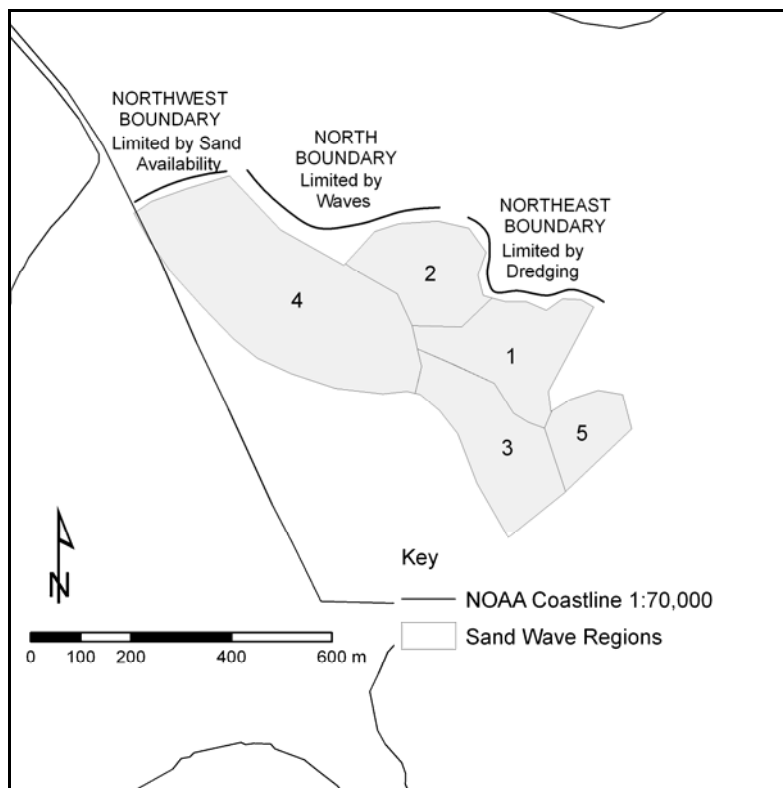 NORTHWEST
BOUNDARY
Limited by Sand
Availability
NORTH
BOUNDARY
Limited by
Waves
NORTHEAST
BOUNDARY
Limited by
Dredging
2
4
1
5
3
N
Key
NOAA Coastline 1:70,000
Sand Wave Regions
0 100 200 400 600 m